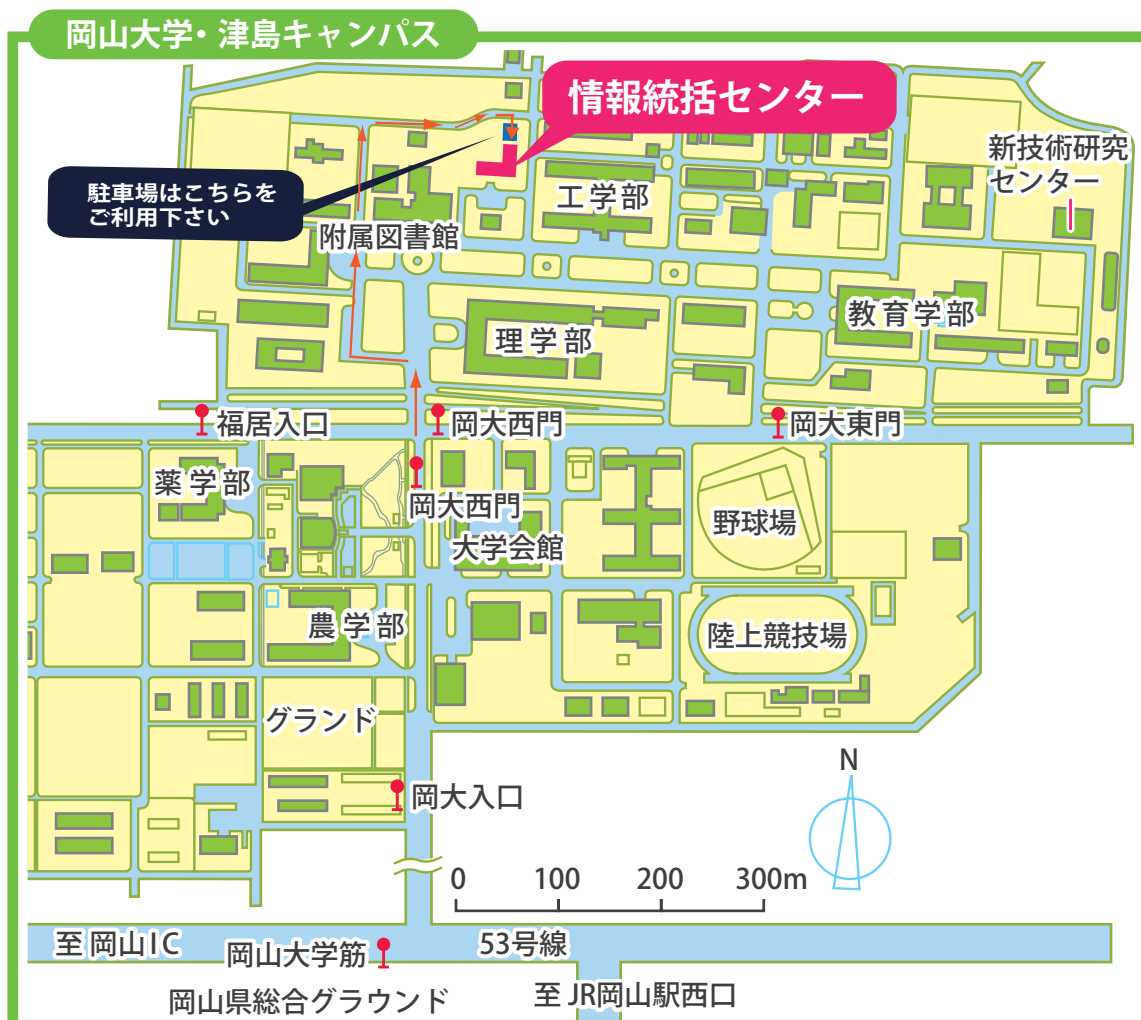 岡山大学・津島キャンパス
情報統括センター
新技術研究
センター
駐車場はこちらを
ご利用下さい
工学部
附属図書館
教育学部
理学部
福居入口
岡大西門
岡大東門
薬学部
岡大西門
野球場
大学会館
農学部
陸上競技場
グランド
N
岡大入口
0 100 200 300m
至 岡山IC
岡山大学筋
53号線
岡山県総合グラウンド
至 JR岡山駅西口